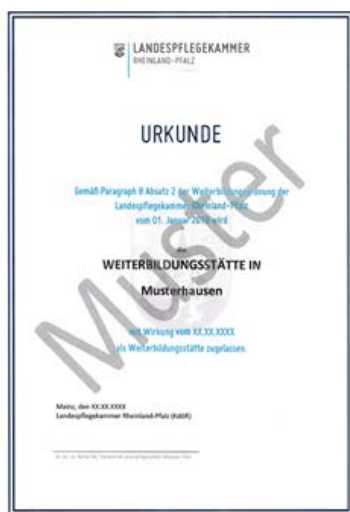 LANDESPFLEGEKAMMER
RHEINLAND-PFALZ
URKUNDE
Gemäß Paragraph 8 Absatz 2 der Weiterbildungsordnung der
Landespflegekammer Rheinland-Pfalz
vom 01. Januar wird
WEITERBILDUNGSSTÄTTE IN
Musterhausen
mit Wirkung vom XX.XX.XXXX
als Weiterbildungsstätte zugelassen.
Muster
Mainz, den XX.XX.XXXX
Landespflegekammer Rheinland-Pfalz (KdöR)